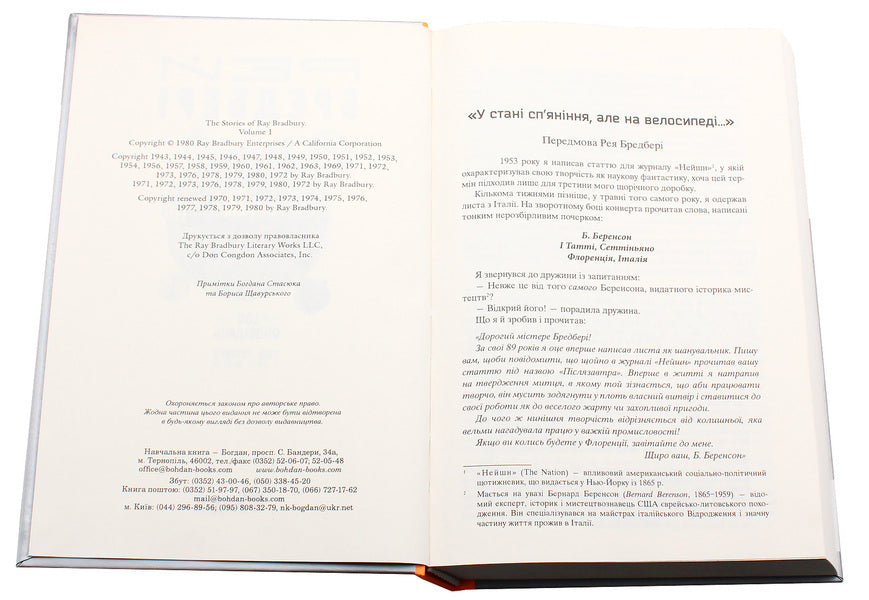 The Stories of Ray Bradbury.
Volume 1
Copyright © 1980 Ray Bradbury Enterprises / A California Corporation
Copyright 1943, 1944, 1945, 1946, 1947, 1948, 1949, 1950, 1951, 1952, 1953,
1954, 1956, 1957, 1958, 1959, 1960, 1961, 1962, 1963, 1969, 1971, 1972,
1973, 1976, 1978, 1979, 1980, 1972 by Ray Bradbury.
1971, 1972, 1973, 1976, 1978, 1979, 1980, 1972 by Ray Bradbury.
Copyright renewed 1970, 1971, 1972, 1973, 1974, 1975, 1976,
1977, 1978, 1979, 1980 by Ray Bradbury.
Друкується з дозволу правовласника
The Ray Bradbury Literary Works LLC,
c/o Don Congdon Associates, Inc.
Примітки Богдана Стасюка
та Бориса Щавурського
Охороняється законом про авторське право.
Жодна частина цього видання не може бути відтворена
в будь-якому вигляді без дозволу видавництва.
Навчальна книга — Богдан, просп. С. Бандери, 34а,
м. Тернопіль, 46002, тел./факс (0352) 52-06-07; 52-05-48
office@bohdan-books.com www.bohdan-books.com
Збут: (0352) 43-00-46, (050) 338-45-20
Книга поштою: (0352) 51-97-97, (067) 350-18-70, (066) 727-17-62
mail@bohdan-books.com
м. Київ: (044) 296-89-56; (095) 808-32-79, nk-bogdan@ukr.net
«У стані сп’яніння, але на велосипеді...»
Передмова Рея Бредбері
1953 року я написав статтю для журналу «Нейшн»¹, у якій
охарактеризував свою творчість як наукову фантастику, хоча цей тер-
мін підходив лише для третини мого щорічного доробку.
Кількома тижнями пізніше, у травні того самого року, я одержав
листа з Італії. На зворотному боці конверта прочитав слова, написані
тонким нерозбірливим почерком:
Б. Беренсон
І Татті, Сеттіньяно
Флоренція, Італія
Я звернувся до дружини із запитанням:
— Невже це від того самого Беренсона, видатного історика мис-
тецтв²?
— Відкрий його! — порадила дружина.
Що я й зробив і прочитав:
«Дорогий містере Бредбері!
За свої 89 років я оце вперше написав листа як шанувальник. Пишу
вам, щоби повідомити, що щойно в журналі «Нейшн» прочитав вашу
статтю під назвою «Післязавтра». Вперше в житті я натрапив
на твердження митця, в якому той зізнається, що аби працювати
творчо, він мусить зодягнути у плоть власний витвір і ставитися до
своєї роботи як до веселого жарту чи захопливої пригоди.
До чого ж нинішня творчість відрізняється від колишньої, яка
вельми нагадувала працю у важкій промисловості!
Якщо ви колись будете у Флоренції, завітайте до мене.
Щиро ваш, Б. Беренсон»
¹ «Нейшн» (The Nation) — впливовий американський соціально-політичний
щотижневик, що видається у Нью-Йорку із 1865 р.
² Мається на увазі Бернард Беренсон (Bernard Berenson, 1865–1959) — відо-
мий експерт, історик і мистецтвознавець США єврейсько-литовського похо-
дження. Він спеціалізувався на майстрах італійського Відродження і значну
частину життя прожив в Італії.